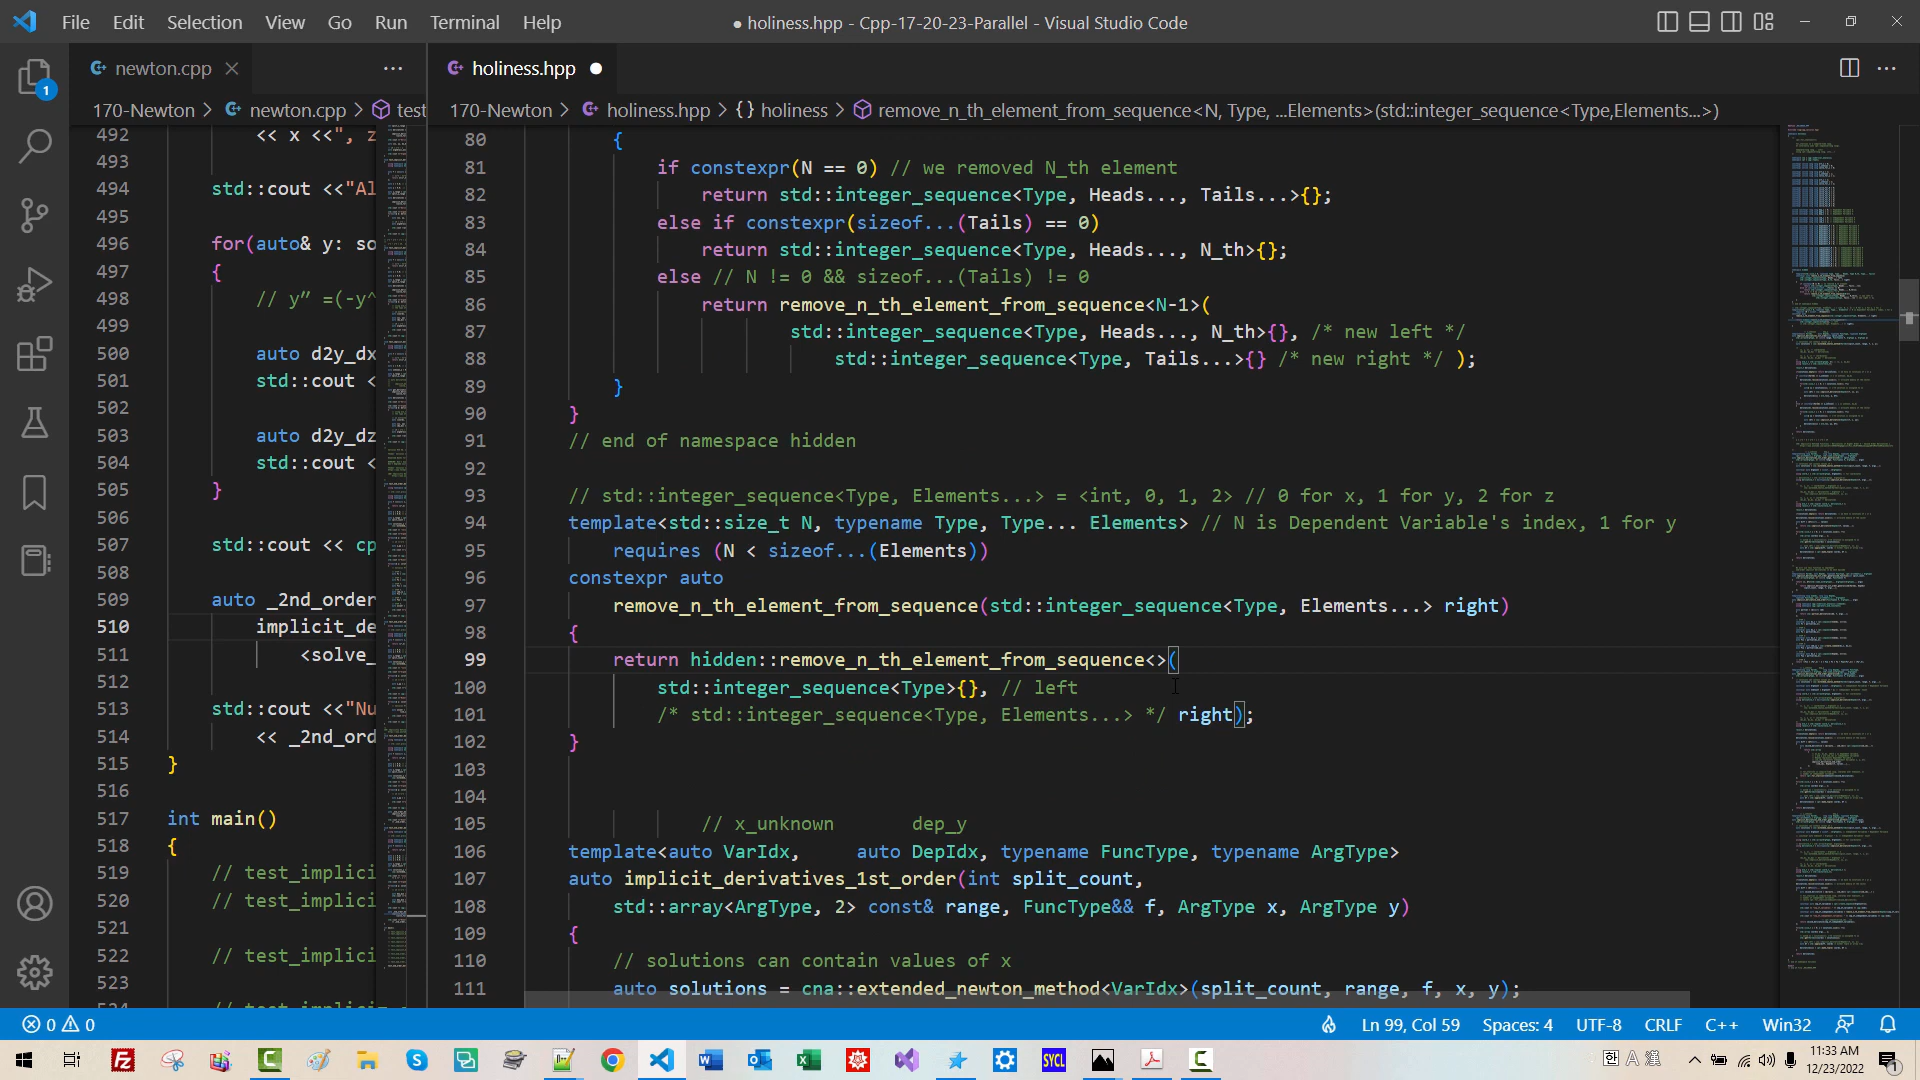 File Edit Selection View Go Run Terminal Help
● holiness.hpp - Cpp-17-20-23-Parallel - Visual Studio Code
newton.cpp
170-Newton > newton.cpp > test
492 << x <<", z
493
494 std::cout <<"Al
495
496 for(auto& y: so
497 {
498 // y” =(-y^
499
500 auto d2y_dx
501 std::cout <
502
503 auto d2y_dz
504 std::cout <
505 }
506
507 std::cout << cp
508
509 auto _2nd_order
510 implicit_de
511 <solve_
512
513 std::cout <<"Nu
514 << _2nd_ord
515 }
516
517 int main()
518 {
519 // test_implici
520 // test_implici
521
522 // test_implici
523
holiness.hpp ●
170-Newton > holiness.hpp > {} holiness > remove_n_th_element_from_sequence<N, Type, ...Elements>(std::integer_sequence<Type,Elements...>)
80 {
81 if constexpr(N == 0) // we removed N_th element
82 return std::integer_sequence<Type, Heads..., Tails...>{};
83 else if constexpr(sizeof...(Tails) == 0)
84 return std::integer_sequence<Type, Heads..., N_th>{};
85 else // N != 0 && sizeof...(Tails) != 0
86 return remove_n_th_element_from_sequence<N-1>(
87 std::integer_sequence<Type, Heads..., N_th>{}, /* new left */
88 std::integer_sequence<Type, Tails...>{} /* new right */ );
89 }
90 }
91 // end of namespace hidden
92
93 // std::integer_sequence<Type, Elements...> = <int, 0, 1, 2> // 0 for x, 1 for y, 2 for z
94 template<std::size_t N, typename Type, Type... Elements> // N is Dependent Variable's index, 1 for y
95 requires (N < sizeof...(Elements))
96 constexpr auto
97 remove_n_th_element_from_sequence(std::integer_sequence<Type, Elements...> right)
98 {
99 return hidden::remove_n_th_element_from_sequence<>(
100 std::integer_sequence<Type>{}, // left
101 /* std::integer_sequence<Type, Elements...> */ right);
102 }
103
104
105 // x_unknown dep_y
106 template<auto VarIdx, auto DepIdx, typename FuncType, typename ArgType>
107 auto implicit_derivatives_1st_order(int split_count,
108 std::array<ArgType, 2> const& range, FuncType&& f, ArgType x, ArgType y)
109 {
110 // solutions can contain values of x
111 auto solutions = cna::extended_newton_method<VarIdx>(split_count, range, f, x, y);
1
0 0
Ln 99, Col 59 Spaces: 4 UTF-8 CRLF C++ Win32
SYCL
한 A 漢
11:33 AM
12/23/2022
1